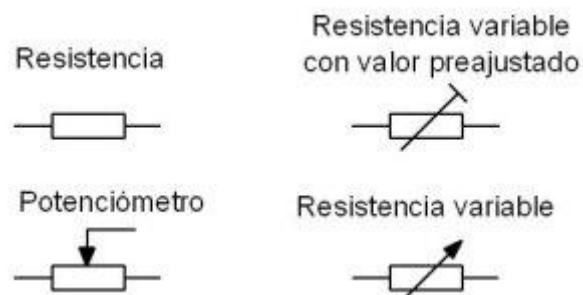 Resistencia
Resistencia variable
con valor preajustado
Potenciómetro
Resistencia variable